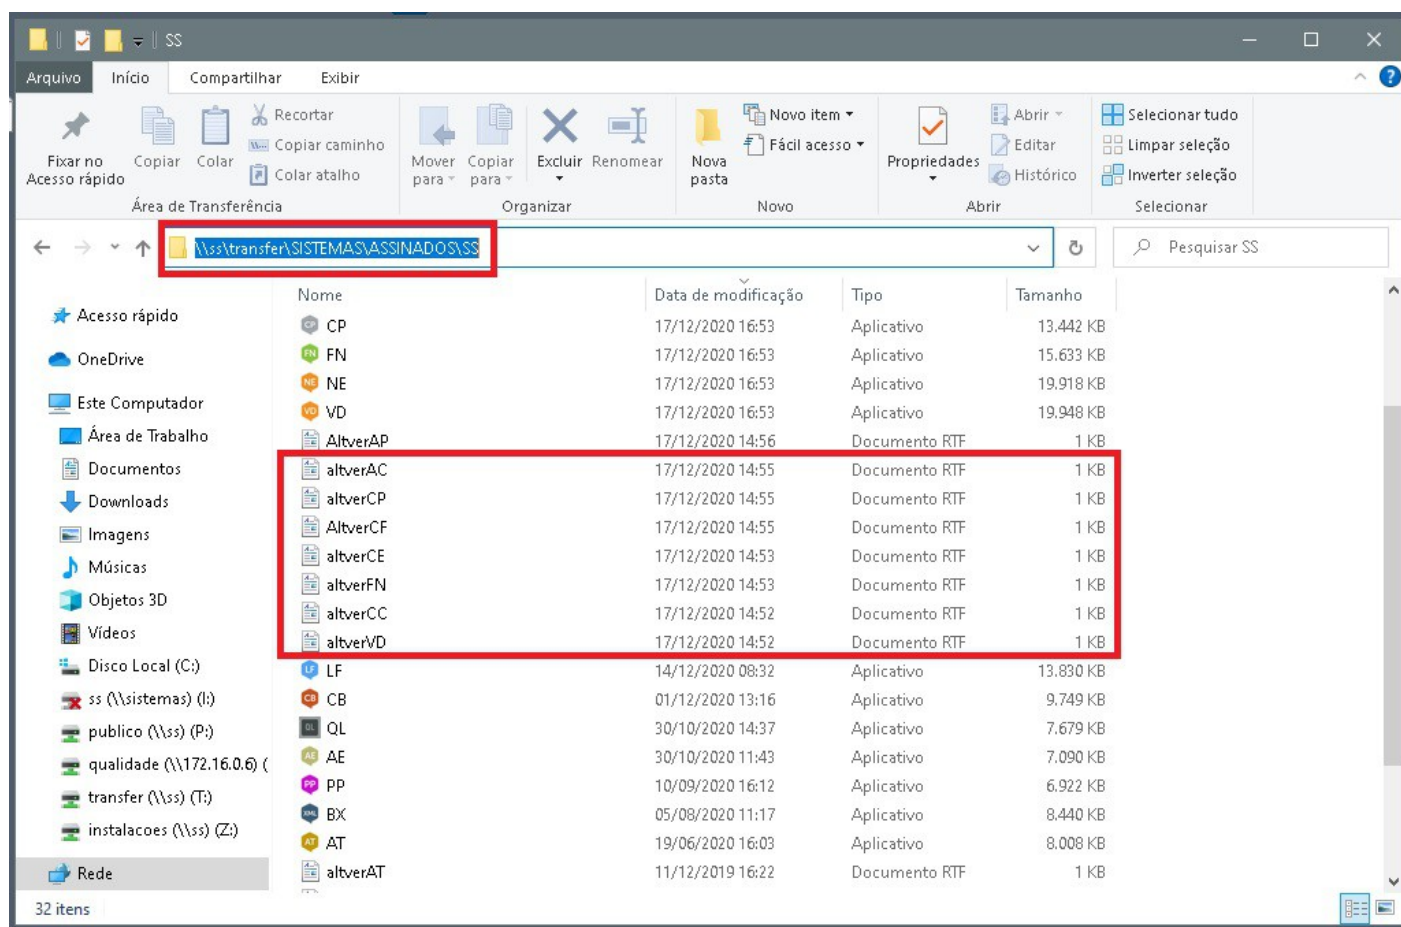 SS
Arquivo Início Compartilhar Exibir
Fixar no Acesso rápido
Copiar
Colar
Recortar
Copiar caminho
Colar atalho
Área de Transferência
Mover para
Copiar para
Excluir
Renomear
Organizar
Nova pasta
Novo item
Fácil acesso
Novo
Propriedades
Abrir
Editar
Histórico
Abrir
Selecionar tudo
Limpar seleção
Inverter seleção
Selecionar
\\ss\transfer\SISTEMAS\ASSINADOS\SS
Pesquisar SS
Acesso rápido
OneDrive
Este Computador
Área de Trabalho
Documentos
Downloads
Imagens
Músicas
Objetos 3D
Vídeos
Disco Local (C:)
ss (\\sistemas) (I:)
publico (\\ss) (P:)
qualidade (\\172.16.0.6) (
transfer (\\ss) (T:)
instalacoes (\\ss) (Z:)
Rede
Nome Data de modificação Tipo Tamanho
CP CP 17/12/2020 16:53 Aplicativo 13.442 KB
FN FN 17/12/2020 16:53 Aplicativo 15.633 KB
NE NE 17/12/2020 16:53 Aplicativo 19.918 KB
VD VD 17/12/2020 16:53 Aplicativo 19.948 KB
AltverAP 17/12/2020 14:56 Documento RTF 1 KB
altverAC 17/12/2020 14:55 Documento RTF 1 KB
altverCP 17/12/2020 14:55 Documento RTF 1 KB
AltverCF 17/12/2020 14:55 Documento RTF 1 KB
altverCE 17/12/2020 14:53 Documento RTF 1 KB
altverFN 17/12/2020 14:53 Documento RTF 1 KB
altverCC 17/12/2020 14:52 Documento RTF 1 KB
altverVD 17/12/2020 14:52 Documento RTF 1 KB
LF LF 14/12/2020 08:32 Aplicativo 13.830 KB
CB CB 01/12/2020 13:16 Aplicativo 9.749 KB
QL QL 30/10/2020 14:37 Aplicativo 7.679 KB
AE AE 30/10/2020 11:43 Aplicativo 7.090 KB
PP PP 10/09/2020 16:12 Aplicativo 6.922 KB
XML BX 05/08/2020 11:17 Aplicativo 8.440 KB
AT AT 19/06/2020 16:03 Aplicativo 8.008 KB
altverAT 11/12/2019 16:22 Documento RTF 1 KB
32 itens